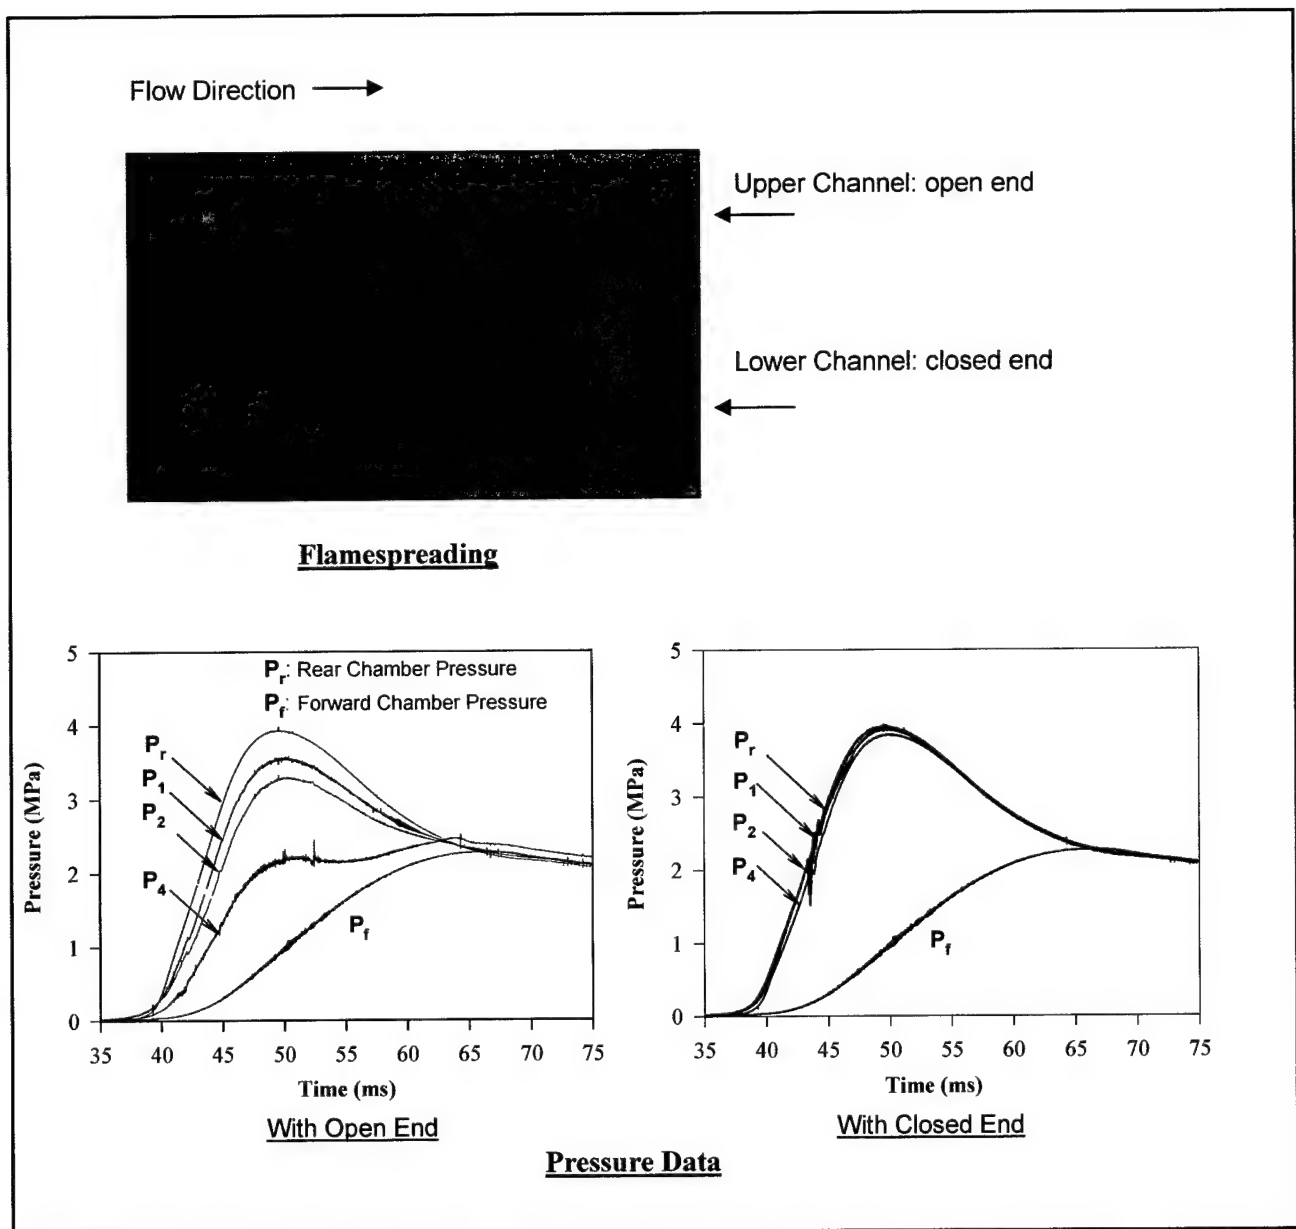 Flow Direction
Upper Channel: open end
Lower Channel: closed end
Flamespreading
5
4
3
2
1
0
Pressure (MPa)
Pr: Rear Chamber Pressure
Pf: Forward Chamber Pressure
Pr
P1
P2
P4
Pf
35 40 45 50 55 60 65 70 75
Time (ms)
With Open End
5
4
3
2
1
0
Pressure (MPa)
Pr
P1
P2
P4
Pf
35 40 45 50 55 60 65 70 75
Time (ms)
With Closed End
Pressure Data